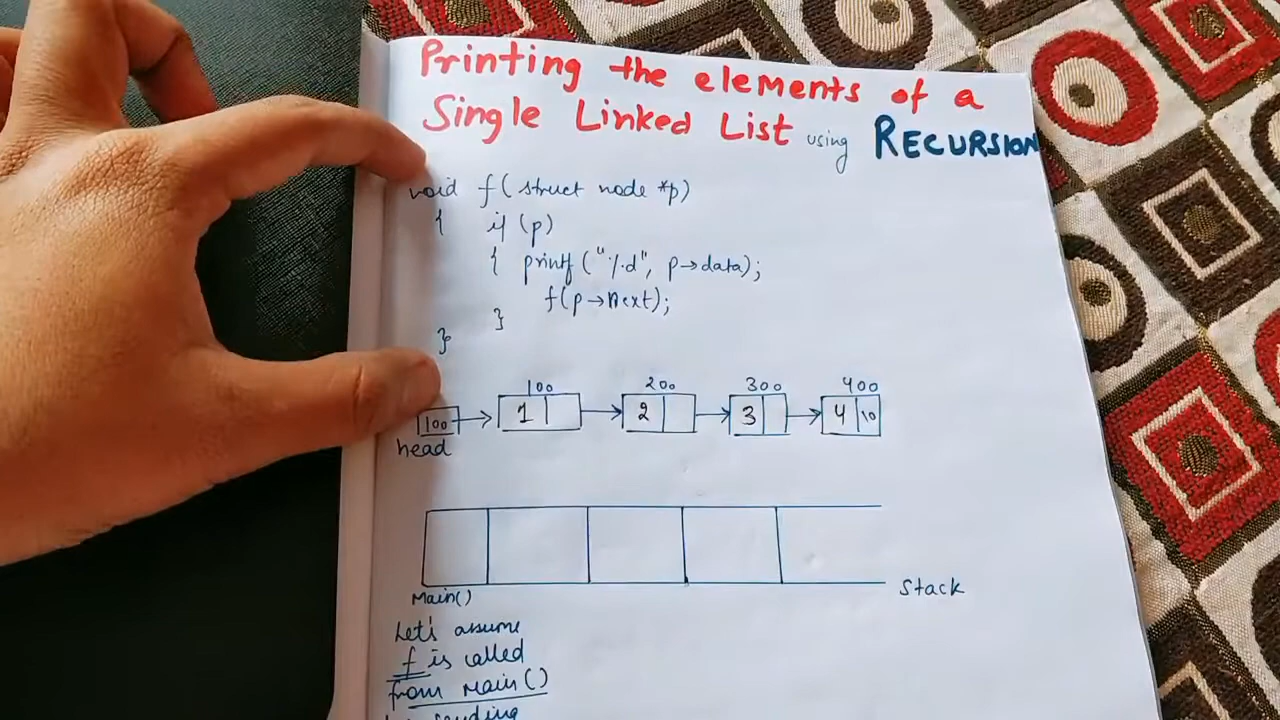 Printing the elements of a
Single Linked List using RECURSION
void f(struct node *p)
{ if (p)
{ printf ("%d", p→data);
f(p→Next);
}
}
100 200 300 400
100 1 2 3 4 10
head
Main() Stack
Let's assume
f is called
from main()